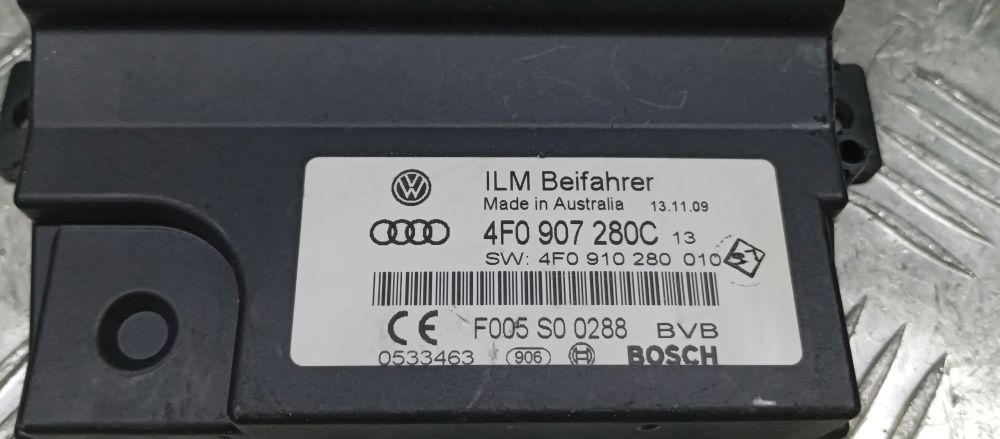 ILM Beifahrer
Made in Australia 13.11.09
4F0 907 280C 13
SW: 4F0 910 280 010
CE F005 S0 0288 BVB
0533463 906 BOSCH